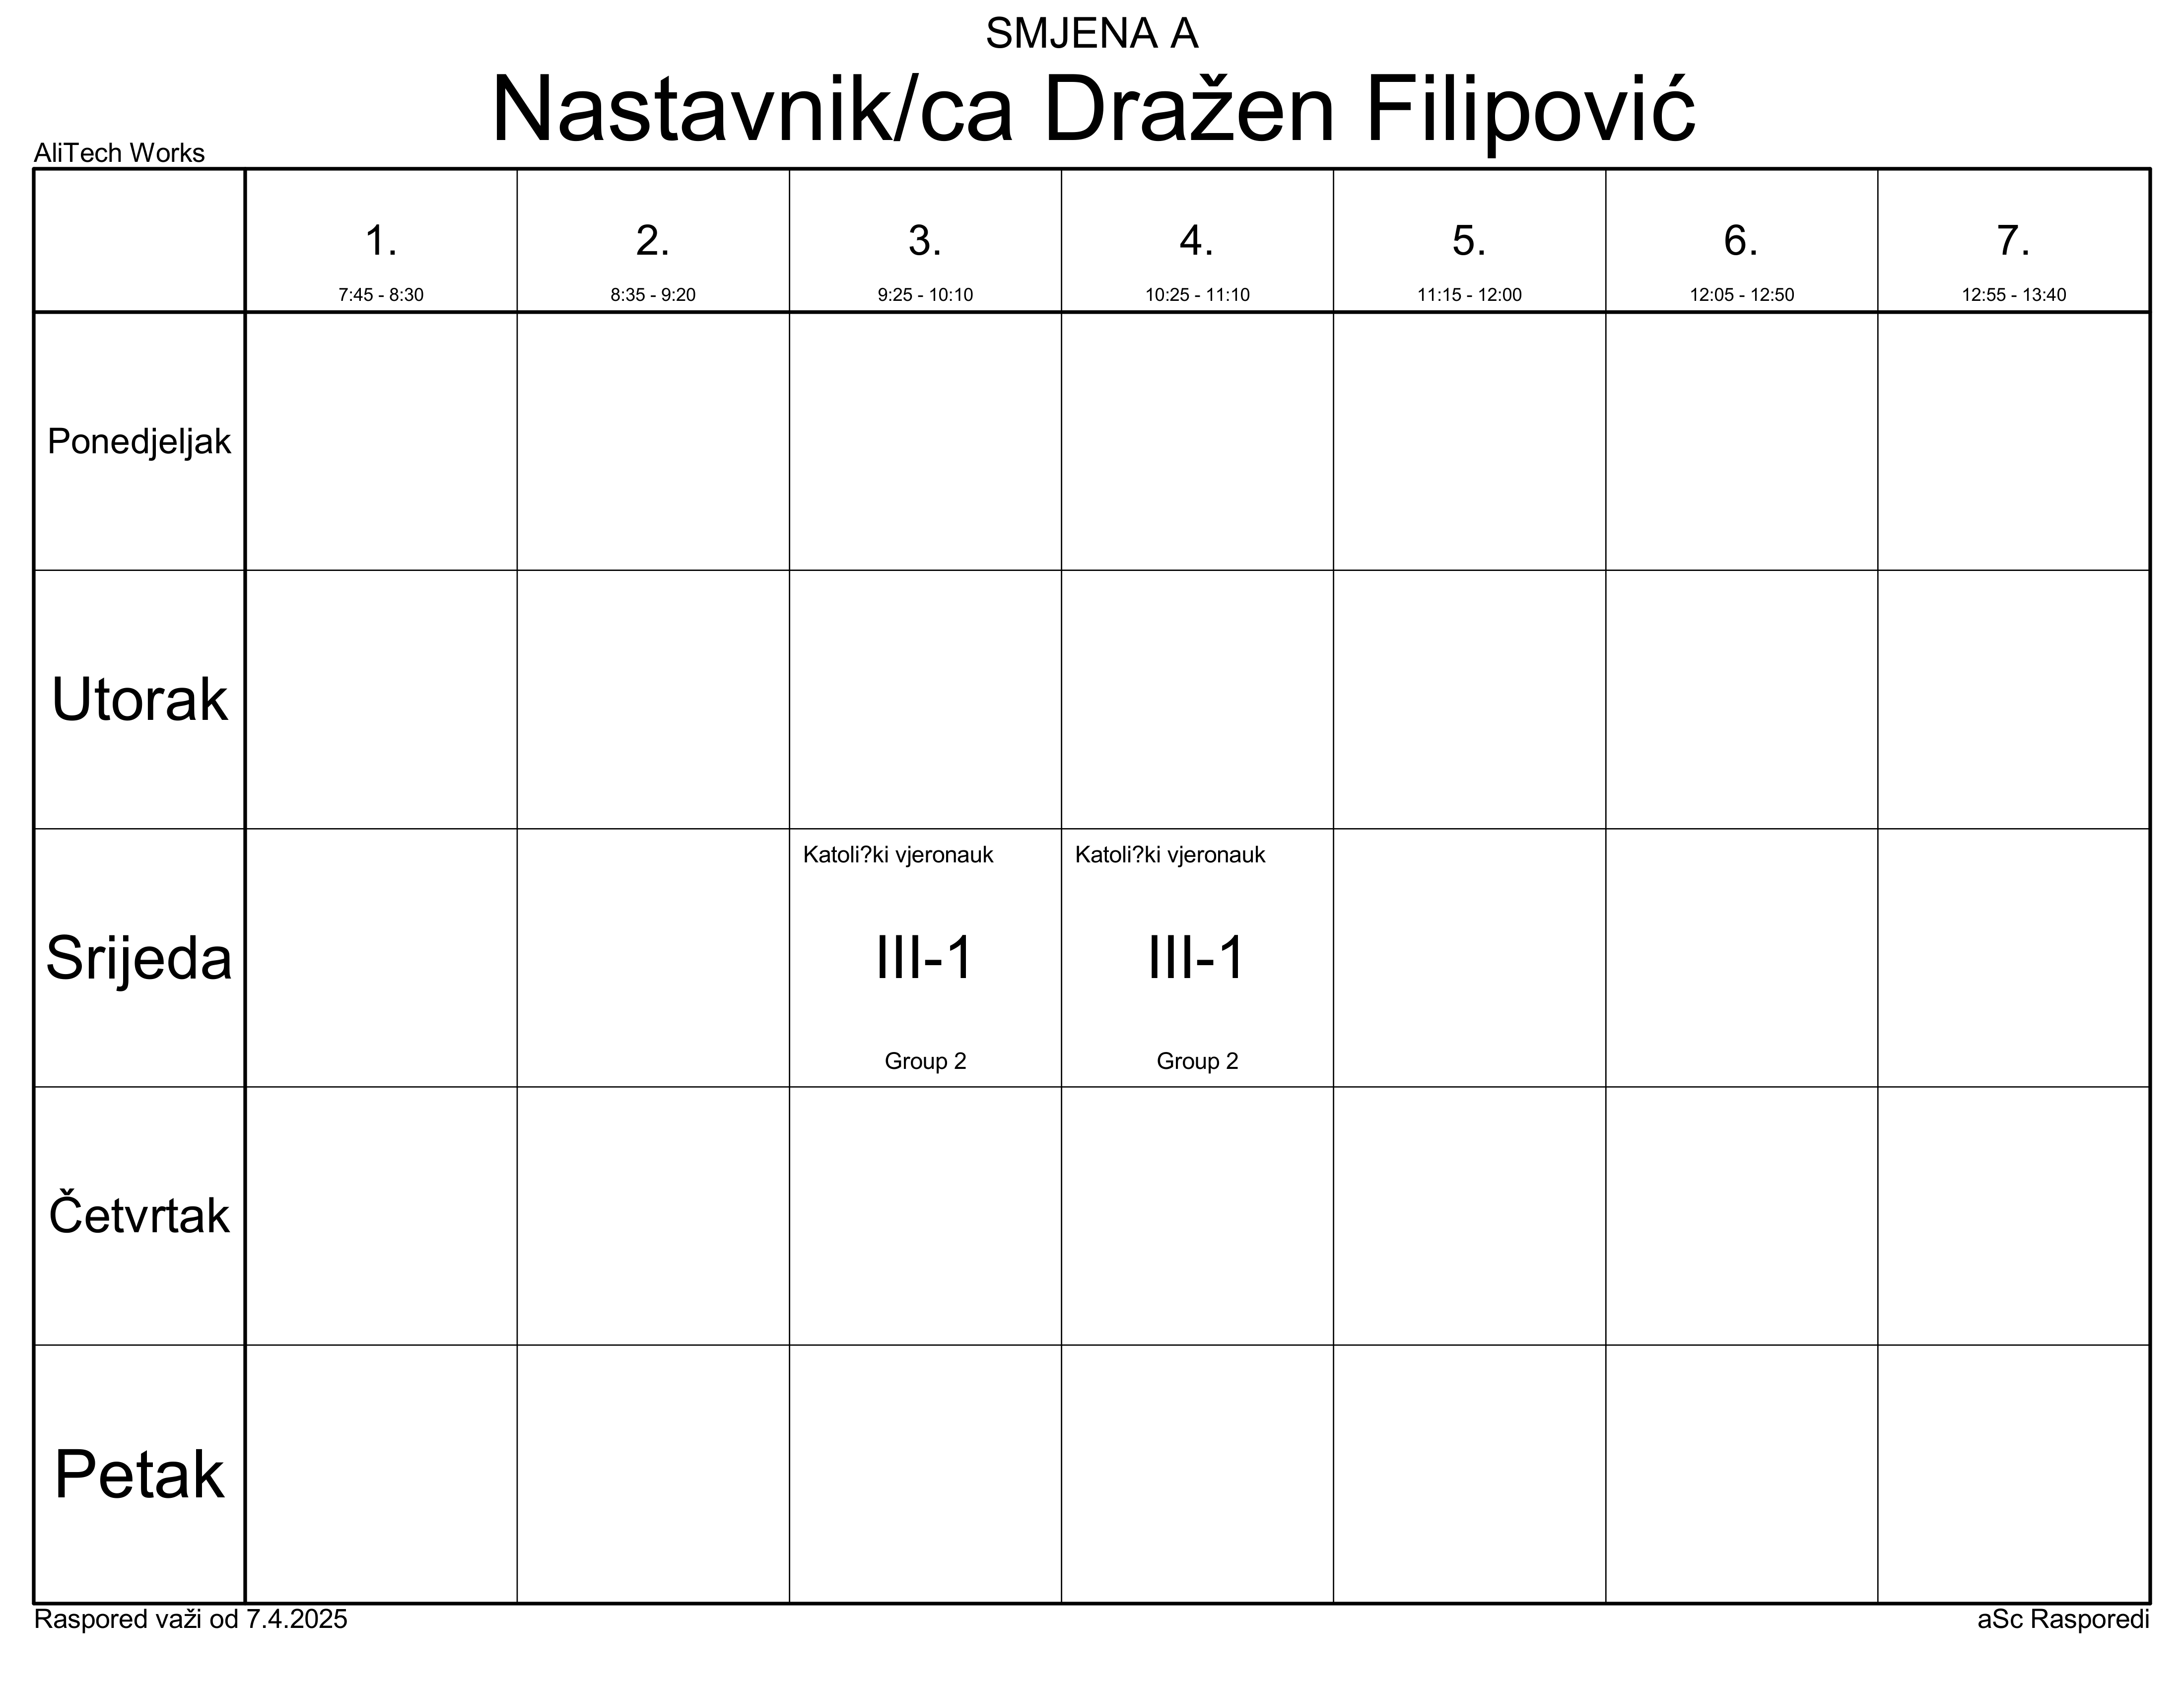 SMJENA A
Nastavnik/ca Dražen Filipović
AliTech Works
1. 2. 3. 4. 5. 6. 7.
7:45 - 8:30 8:35 - 9:20 9:25 - 10:10 10:25 - 11:10 11:15 - 12:00 12:05 - 12:50 12:55 - 13:40
Ponedjeljak
Utorak
Katoli?ki vjeronauk Katoli?ki vjeronauk
Srijeda III-1 III-1
Group 2 Group 2
Četvrtak
Petak
Raspored važi od 7.4.2025 aSc Rasporedi